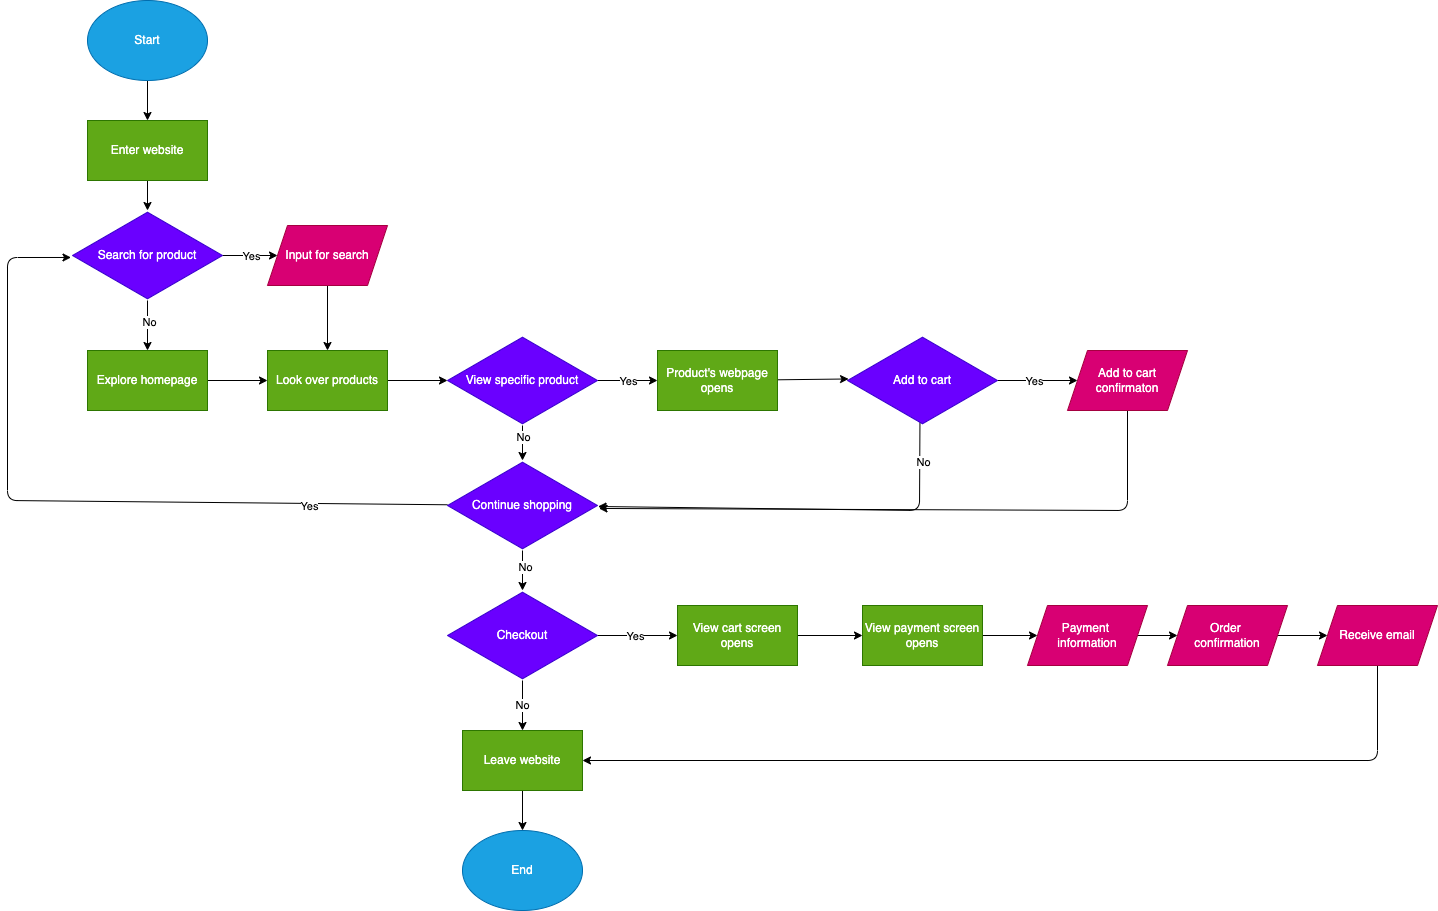 Start
Enter website
Search for product
Yes
Input for search
No
Explore homepage
Look over products
View specific product
Yes
Product's webpage
opens
Add to cart
Yes
Add to cart
confirmaton
No
No
Continue shopping
Yes
No
Checkout
Yes
View cart screen
opens
View payment screen
opens
Payment
information
Order
confirmation
Receive email
No
Leave website
End